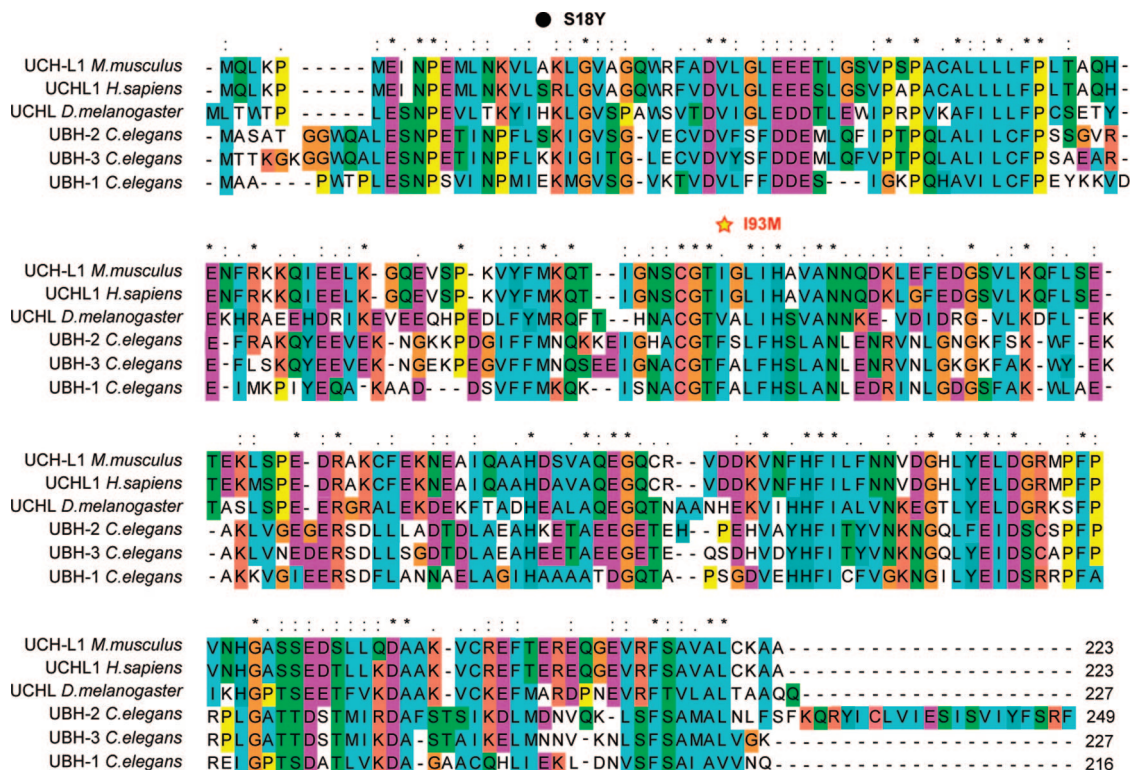 S18Y
UCH-L1 M.musculus -MQLKP-----MEINPEMLNKVLAKLGVAGQWRFADVLGLEEETLGSVPSPACALLLLFPLTAQH-
UCHL1 H.sapiens -MQLKP-----MEINPEMLNKVLSRLGVAGQWRFVDVLGLEEESLGSVPAPACALLLLFPLTAQH-
UCHL D.melanogaster MLTWTP-----LESNPEVLTKYIHKLGVSPAWSVTDVIGLEDDTLEWIPRPVKAFILLFPCSETY-
UBH-2 C.elegans -MASATGGWQALESNPETINPFLSKIGVSG-VECVDVFSFDDEMLQFIPTPQLALILCFPSSGVR-
UBH-3 C.elegans -MTTKGKGGWQALESNPETINPFLKKIGITG-LECVDVYSFDDEMLQFVPTPQLALILCFPSAEAR-
UBH-1 C.elegans -MAA----PWTPLESNPSVINPMIEKMGVSG-VKTVDVLFFDDES---IGKPQHAVILCFPEYKKVD
I93M
UCH-L1 M.musculus ENFRKKQIEELK-GQEVSP-KVYFMKQT--IGNSCGTIGLIHAVANNQDKLEFEDGSVLKQFLSE-
UCHL1 H.sapiens ENFRKKQIEELK-GQEVSP-KVYFMKQT--IGNSCGTIGLIHAVANNQDKLGFEDGSVLKQFLSE-
UCHL D.melanogaster EKHRAEEHDRIKEVEEQHPEDLFYMRQFT--HNACGTVALIHSVANNKE-VDIDRG-VLKDFL-EK
UBH-2 C.elegans E-FRAKQYEEVEK-NGKKPDGIFFMNQKKEIGHACGTFSLFHSLANLENRVNLGNGKFSK-WF-EK
UBH-3 C.elegans E-FLSKQYEEVEK-NGEKPEGIFFMNQSEEIGNACGTFALFHSLANLENRVNLGKGKFQK-WY-EK
UBH-1 C.elegans E-IMKPIYEQA-KAAD--DSVFFMKQK--ISNACGTFALFHSLANLEDRINLGDGSFAK-WLAE-
UCH-L1 M.musculus TEKLSPE-DRAKCFEKNEAIQAAHDSVAQEGQCR--VDDKVNFHFILFNNVDGHLYELDGRMPFP
UCHL1 H.sapiens TEKMSPE-DRAKCFEKNEAIQAAHDAVAQEGQCR--VDDKVNFHFILFNNVDGHLYELDGRMPFP
UCHL D.melanogaster TASLSPE-ERGRALEKDEKFTADHEALAQEGQTNAANHEKVIHHFIALVNKEGTLYELDGRKSFP
UBH-2 C.elegans -AKLVGEGERSDLLLADTDLAEAHKETAEEGETEH--PEHVAYHFITYVNKNGQLFEIDSCSPFP
UBH-3 C.elegans -AKLVNEDERSDLLSGDTDLAEAHEETAEEGETE--QSDHVDYHFITYVNKNGQLYEIDSCAPFP
UBH-1 C.elegans -AKKVGIEERSDFLANNAELAGIHAAAATDGQTA--PSGDVEHHFICFVGKNGILYEIDSRRPFA
UCH-L1 M.musculus VNHGASSEDSLLQDAAK-VCREFTEREQGEVRFSAVALCKAA-------------------- 223
UCHL1 H.sapiens VNHGASSEDTLLKDAAK-VCREFTEREQGEVRFSAVALCKAA-------------------- 223
UCHL D.melanogaster IKHGPTSEETFVKDAAK-VCKEFMARDPNEVRFTVLALTAAQQ------------------- 227
UBH-2 C.elegans RPLGATTDSTMIRDAFSTSIKDLMDNVQK-LSFSAMALNLFSFKQRYICLVIESISVIYFSRF 249
UBH-3 C.elegans RPLGATTDSTMIKDA-STAIKELMNNV-KNLSFSAMALVGK--------------------- 227
UBH-1 C.elegans REIGPTSDATLVKDA-GAACQHLIEKL-DNVSFSAIAVVNQ--------------------- 216